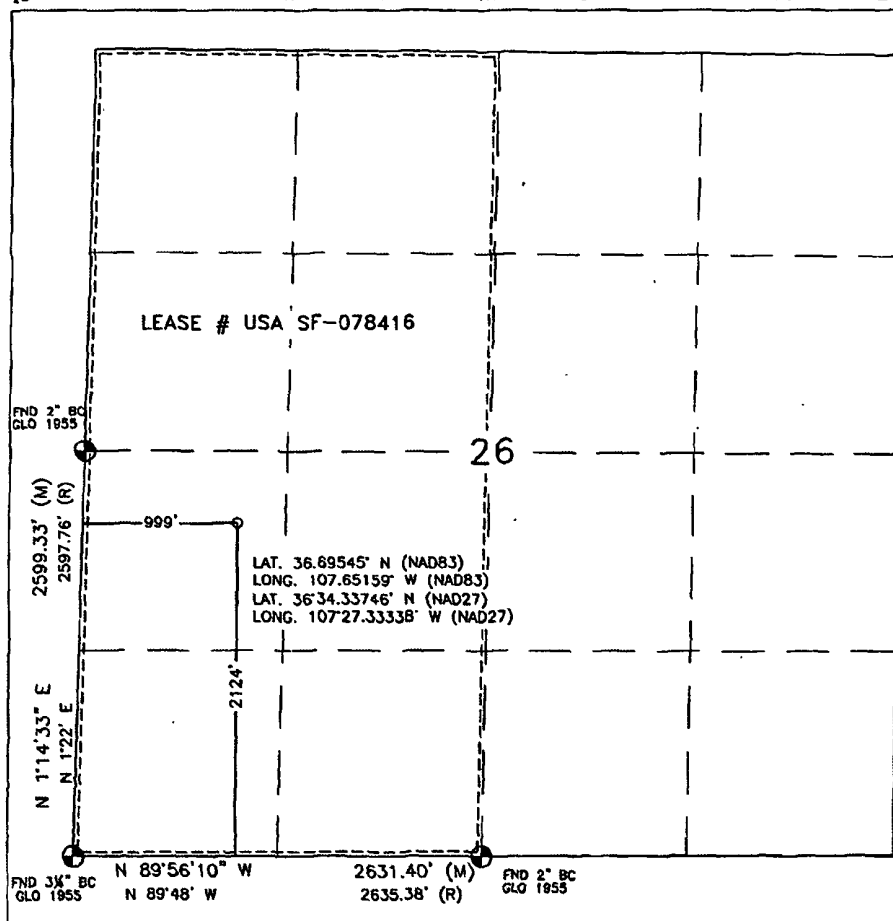 LEASE # USA SF-078416
FND 2" BC
GLO 1955
26
2599.33' (M)
2597.76' (R)
999'
LAT. 36.69545° N (NAD83)
LONG. 107.65159° W (NAD83)
LAT. 36°34.33746' N (NAD27)
LONG. 107°27.33338' W (NAD27)
2124'
N 1°14'33" E
N 1°22' E
N 89°56'10" W
2631.40' (M)
FND 2" BC
GLO 1955
FND BC
GLO 1955
N 89°48' W
2635.38' (R)